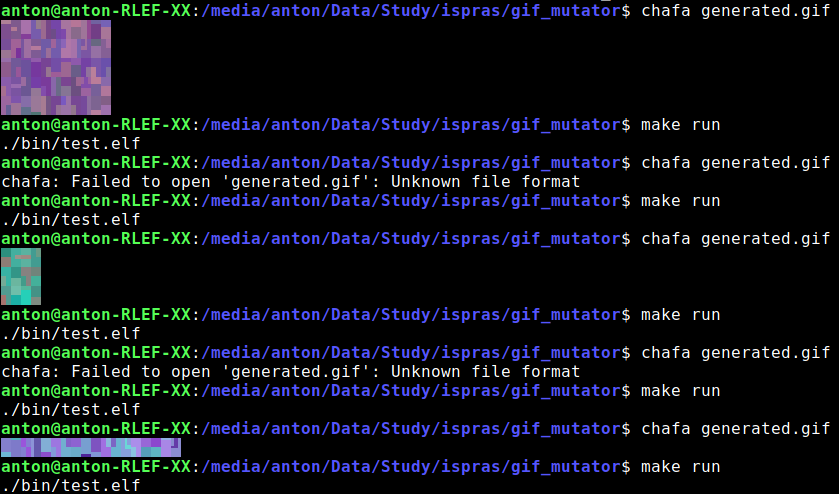 anton@anton-RLEF-XX:/media/anton/Data/Study/ispras/gif_mutator$ chafa generated.gif
anton@anton-RLEF-XX:/media/anton/Data/Study/ispras/gif_mutator$ make run
./bin/test.elf
anton@anton-RLEF-XX:/media/anton/Data/Study/ispras/gif_mutator$ chafa generated.gif
chafa: Failed to open 'generated.gif': Unknown file format
anton@anton-RLEF-XX:/media/anton/Data/Study/ispras/gif_mutator$ make run
./bin/test.elf
anton@anton-RLEF-XX:/media/anton/Data/Study/ispras/gif_mutator$ chafa generated.gif
anton@anton-RLEF-XX:/media/anton/Data/Study/ispras/gif_mutator$ make run
./bin/test.elf
anton@anton-RLEF-XX:/media/anton/Data/Study/ispras/gif_mutator$ chafa generated.gif
chafa: Failed to open 'generated.gif': Unknown file format
anton@anton-RLEF-XX:/media/anton/Data/Study/ispras/gif_mutator$ make run
./bin/test.elf
anton@anton-RLEF-XX:/media/anton/Data/Study/ispras/gif_mutator$ chafa generated.gif
anton@anton-RLEF-XX:/media/anton/Data/Study/ispras/gif_mutator$ make run
./bin/test.elf